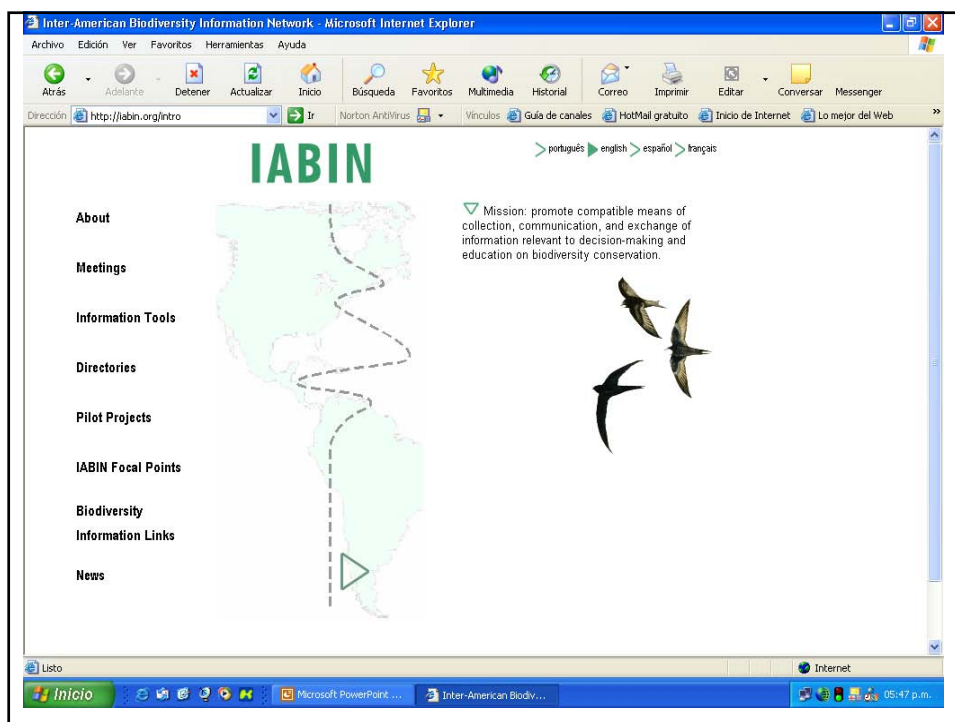 Inter-American Biodiversity Information Network - Microsoft Internet Explorer
Archivo Edición Ver Favoritos Herramientas Ayuda
Atrás Adelante Detener Actualizar Inicio Búsqueda Favoritos Multimedia Historial Correo Imprimir Editar Conversar Messenger
Dirección http://iabin.org/intro Ir Norton AntiVirus Vínculos Guía de canales HotMail gratuito Inicio de Internet Lo mejor del Web »
IABIN
português english español français
About
Meetings
Information Tools
Directories
Pilot Projects
IABIN Focal Points
Biodiversity
Information Links
News
Mission: promote compatible means of
collection, communication, and exchange of
information relevant to decision-making and
education on biodiversity conservation.
Listo Internet
Inicio Microsoft PowerPoint ... Inter-American Biodiv... 05:47 p.m.